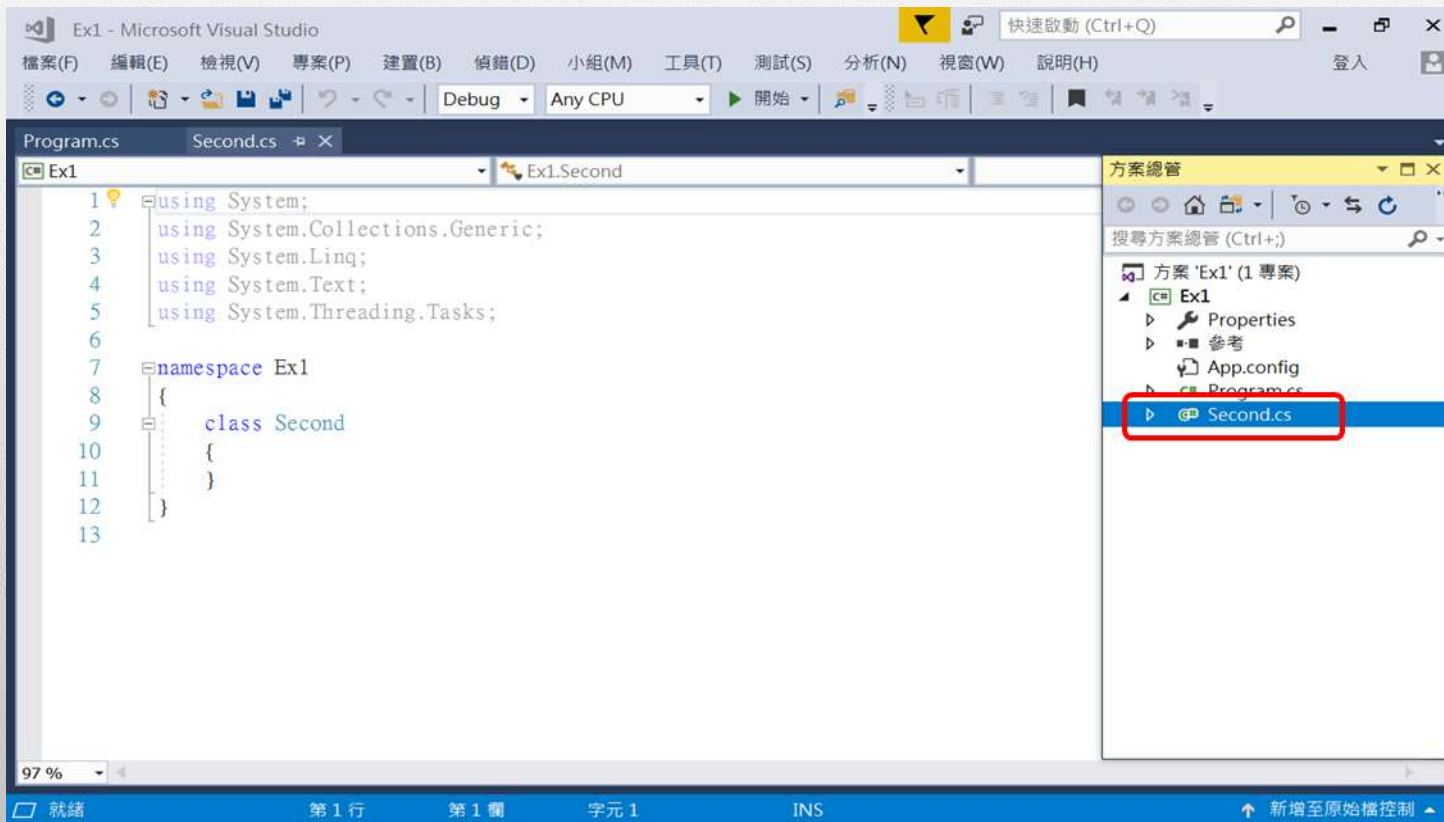 Ex1 - Microsoft Visual Studio
快速啟動 (Ctrl+Q)
檔案(F) 編輯(E) 檢視(V) 專案(P) 建置(B) 偵錯(D) 小組(M) 工具(T) 測試(S) 分析(N) 視窗(W) 說明(H) 登入
Debug Any CPU 開始
Program.cs Second.cs
C# Ex1 Ex1.Second
1 using System;
2 using System.Collections.Generic;
3 using System.Linq;
4 using System.Text;
5 using System.Threading.Tasks;
6
7 namespace Ex1
8 {
9 class Second
10 {
11 }
12 }
13
方案總管
搜尋方案總管 (Ctrl+;)
方案 'Ex1' (1 專案)
C# Ex1
Properties
參考
App.config
C# Program.cs
C# Second.cs
97 %
就緒 第 1 行 第 1 欄 字元 1 INS 新增至原始檔控制